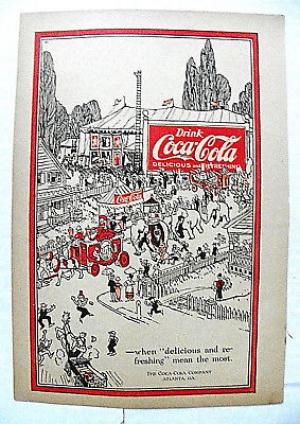 Drink
Coca-Cola
DELICIOUS AND REFRESHING
Coca-Cola
—when "delicious and re-
freshing" mean the most.
THE COCA-COLA COMPANY
ATLANTA, GA.